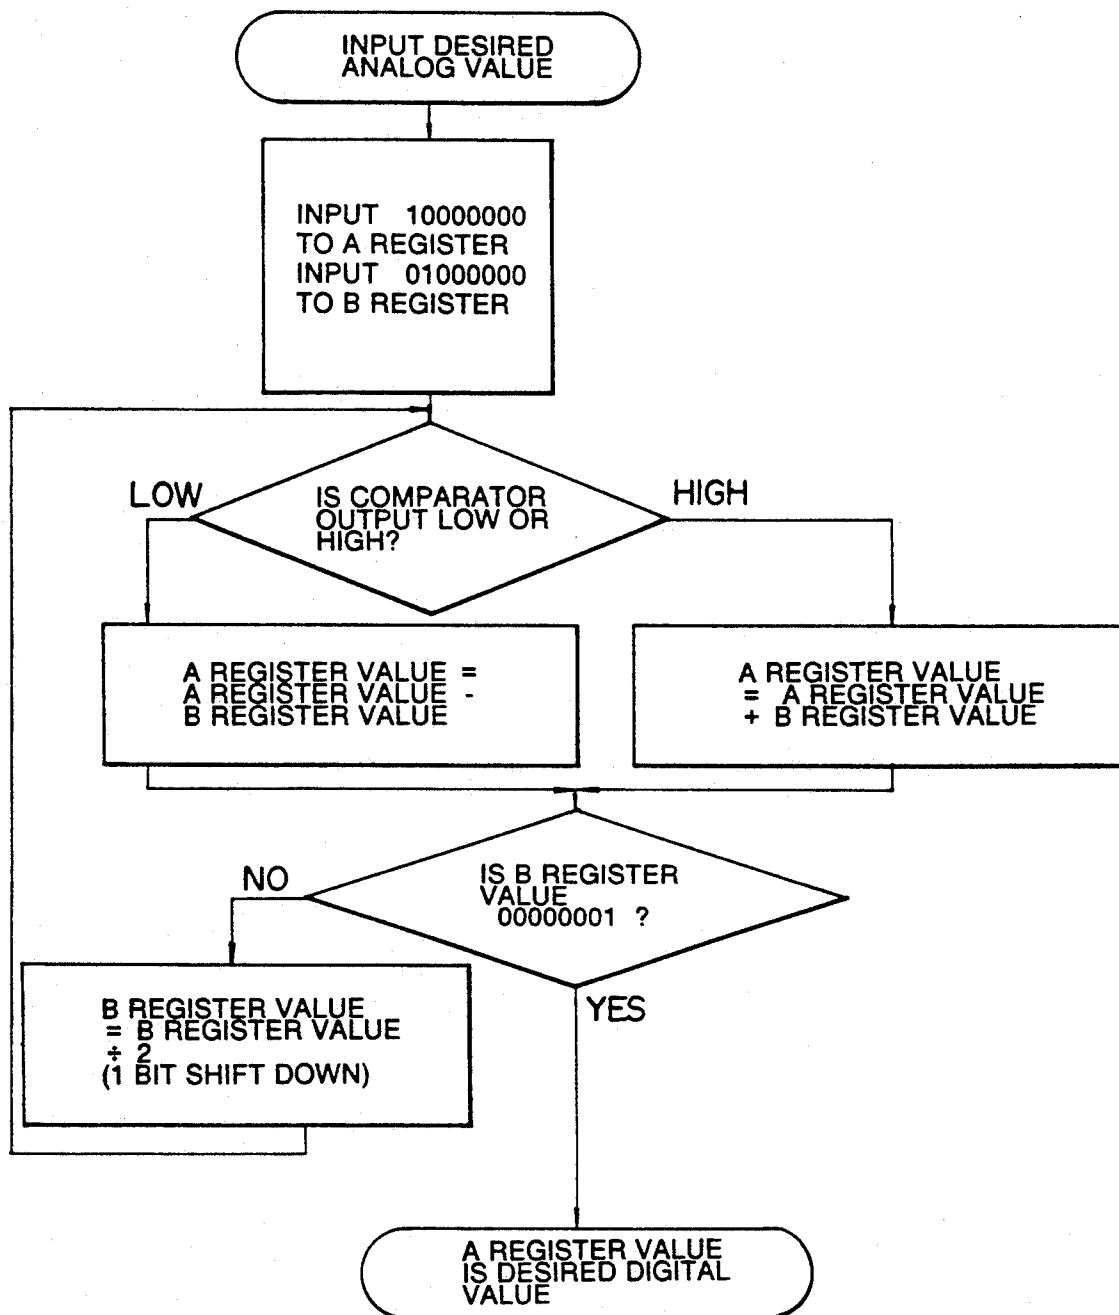 INPUT DESIRED
ANALOG VALUE
INPUT 10000000
TO A REGISTER
INPUT 01000000
TO B REGISTER
LOW
IS COMPARATOR
OUTPUT LOW OR
HIGH?
HIGH
A REGISTER VALUE =
A REGISTER VALUE -
B REGISTER VALUE
A REGISTER VALUE
= A REGISTER VALUE
+ B REGISTER VALUE
NO
IS B REGISTER
VALUE
00000001 ?
YES
B REGISTER VALUE
= B REGISTER VALUE
÷ 2
(1 BIT SHIFT DOWN)
A REGISTER VALUE
IS DESIRED DIGITAL
VALUE